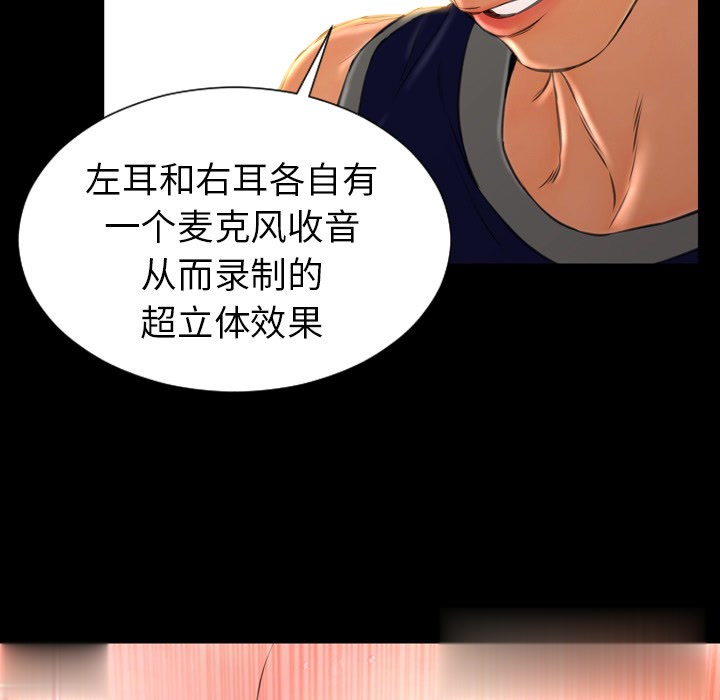 左耳和右耳各自有
一个麦克风收音
从而录制的
超立体效果